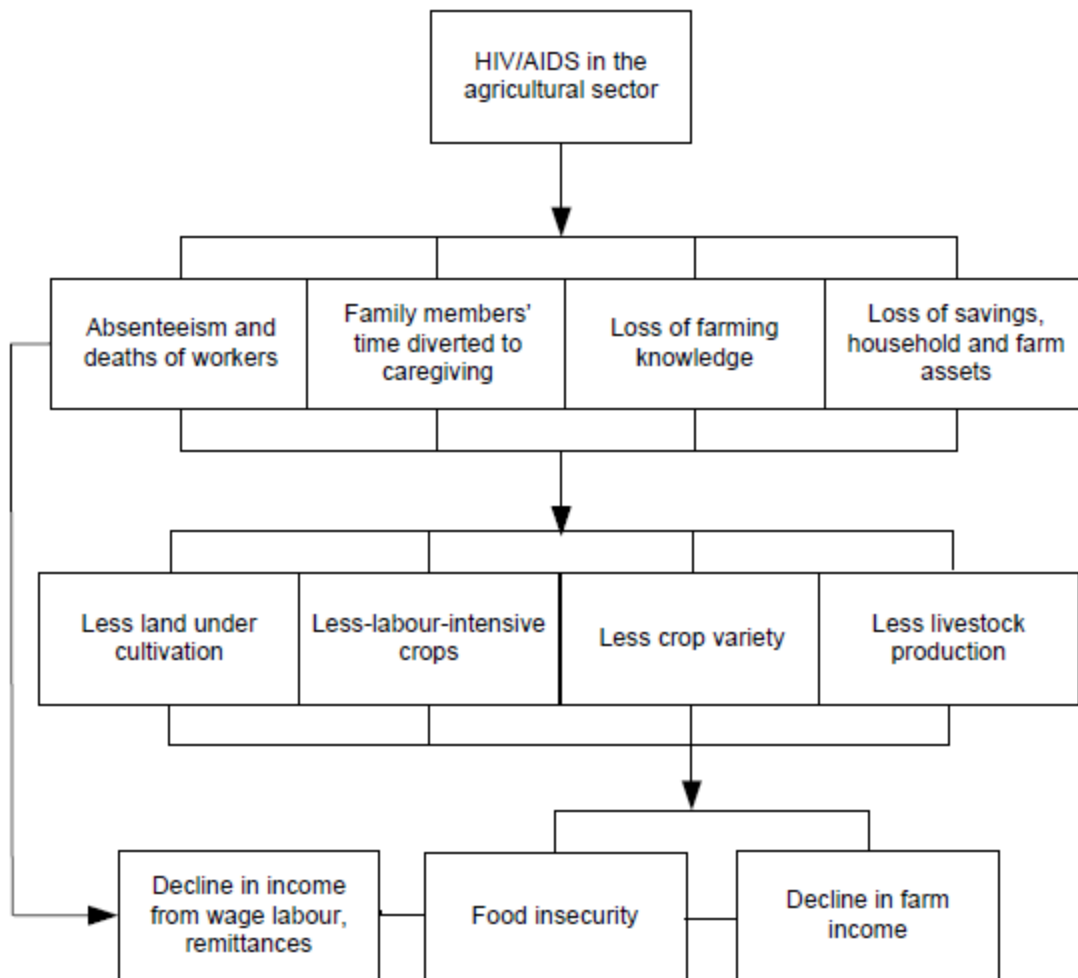 HIV/AIDS in the
agricultural sector
Absenteeism and
deaths of workers
Family members'
time diverted to
caregiving
Loss of farming
knowledge
Loss of savings,
household and farm
assets
Less land under
cultivation
Less-labour-intensive
crops
Less crop variety
Less livestock
production
Decline in income
from wage labour,
remittances
Food insecurity
Decline in farm
income